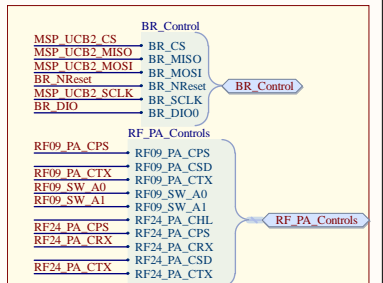 BR_Control
MSP_UCB2_CS BR_CS
MSP_UCB2_MISO BR_MISO
MSP_UCB2_MOSI BR_MOSI
BR_NReset BR_NReset BR_Control
MSP_UCB2_SCLK BR_SCLK
BR_DIO BR_DIO0
RF_PA_Controls
RF09_PA_CPS RF09_PA_CPS
RF09_PA_CSD
RF09_PA_CTX RF09_PA_CTX
RF09_SW_A0 RF09_SW_A0
RF09_SW_A1 RF09_SW_A1
RF24_PA_CHL RF_PA_Controls
RF24_PA_CPS RF24_PA_CPS
RF24_PA_CRX RF24_PA_CRX
RF24_PA_CSD
RF24_PA_CTX RF24_PA_CTX